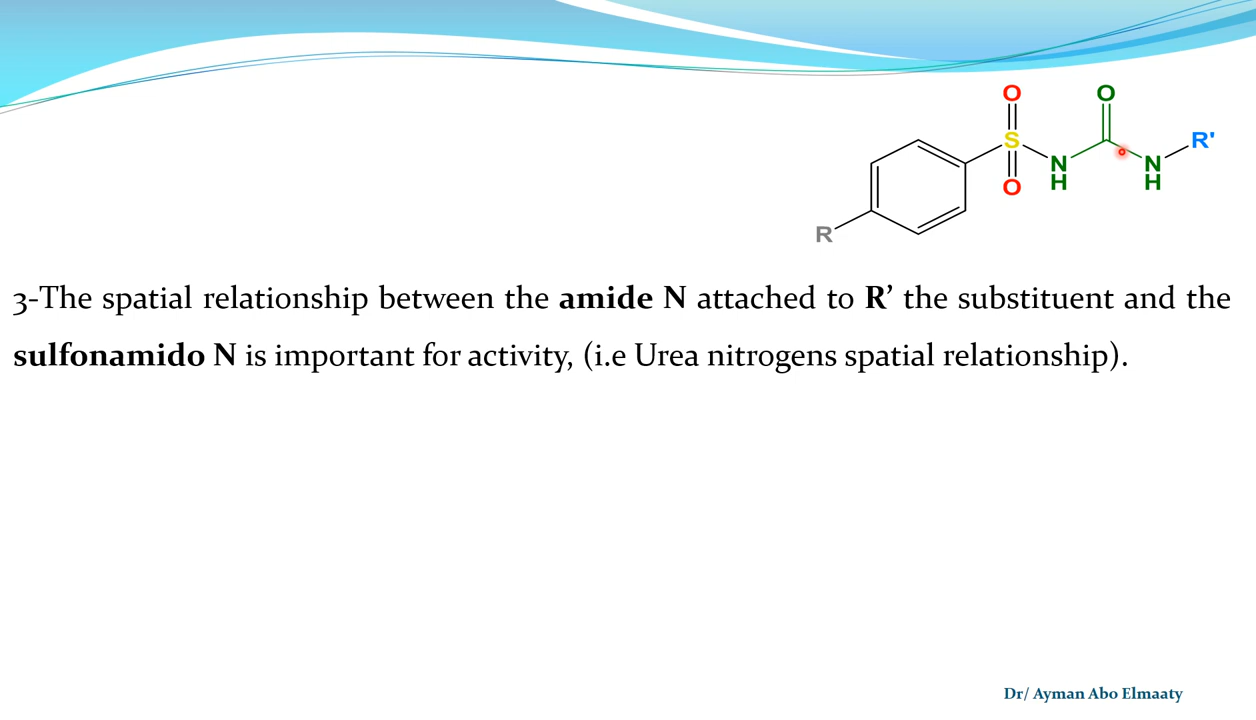 O O
S R'
N N
H H
O
R
3-The spatial relationship between the amide N attached to R’ the substituent and the
sulfonamido N is important for activity, (i.e Urea nitrogens spatial relationship).
Dr/ Ayman Abo Elmaaty